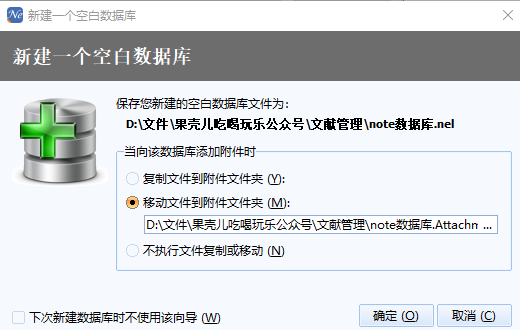 Ne 新建一个空白数据库
新建一个空白数据库
保存您新建的空白数据库文件为：
D:\文件\果壳儿吃喝玩乐公众号\文献管理\note数据库.nel
当向该数据库添加附件时
复制文件到附件文件夹 (Y):
移动文件到附件文件夹 (M):
D:\文件\果壳儿吃喝玩乐公众号\文献管理\note数据库.Attachm ...
不执行文件复制或移动 (N)
下次新建数据库时不使用该向导 (W)
确定 (O)
取消 (C)